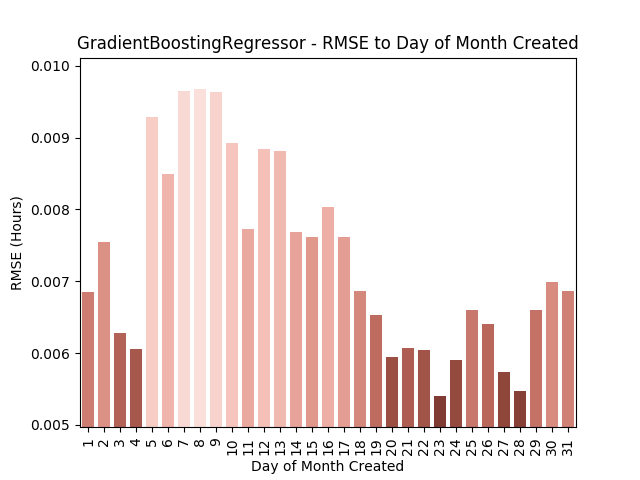 GradientBoostingRegressor - RMSE to Day of Month Created
0.010
0.009
0.008
0.007
0.006
0.005
RMSE (Hours)
1 2 3 4 5 6 7 8 9 10 11 12 13 14 15 16 17 18 19 20 21 22 23 24 25 26 27 28 29 30 31
Day of Month Created